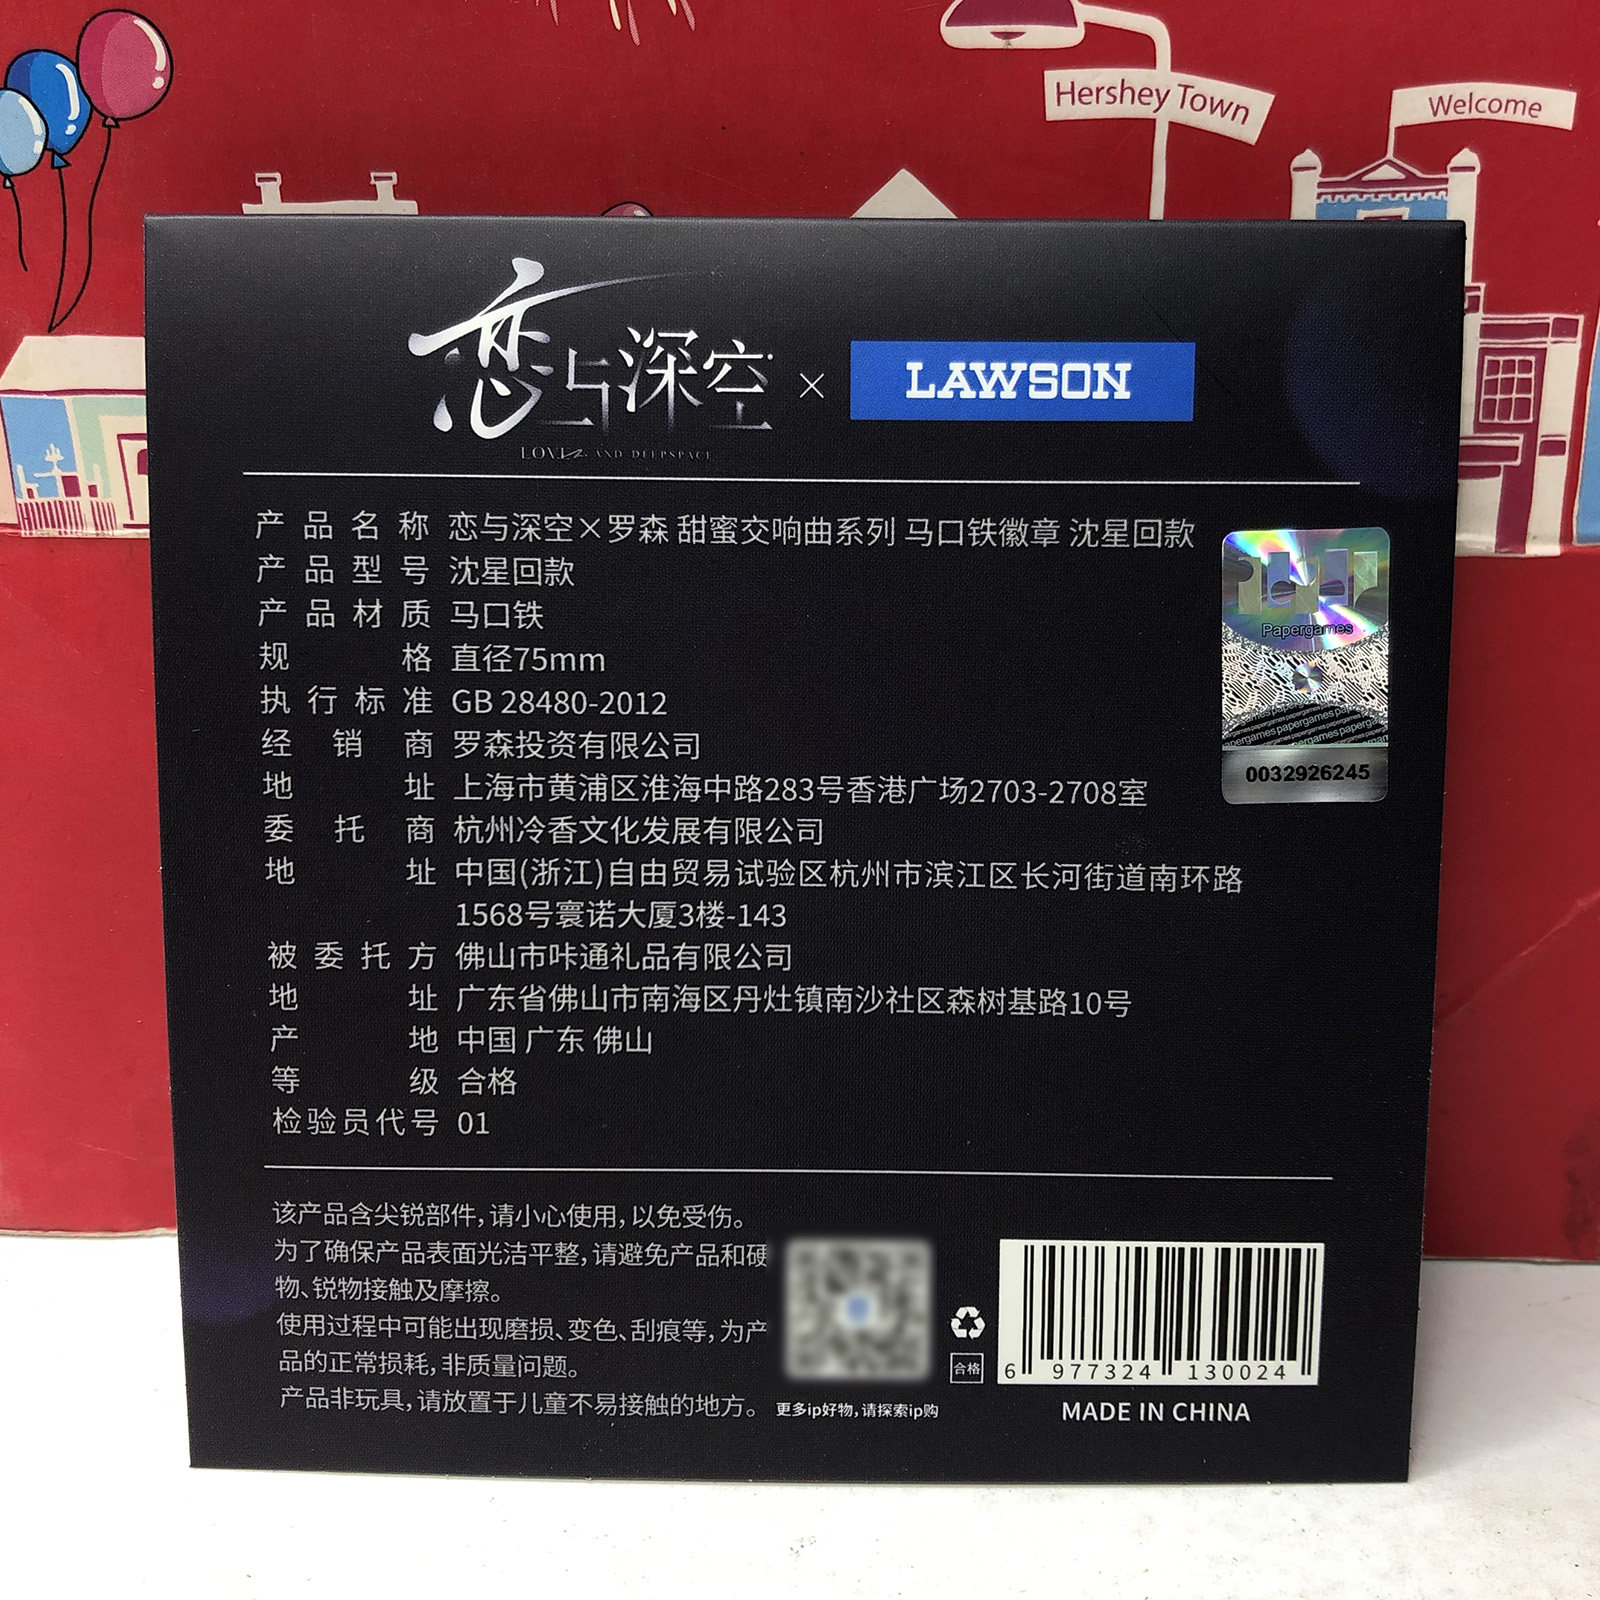 Hershey Town
Welcome
恋与深空 × LAWSON
LOVE AND DEEPSPACE
产品名称 恋与深空×罗森 甜蜜交响曲系列 马口铁徽章 沈星回款
产品型号 沈星回款
产品材质 马口铁
规格 直径75mm
执行标准 GB 28480-2012
经销商 罗森投资有限公司
地址 上海市黄浦区淮海中路283号香港广场2703-2708室
委托商 杭州冷香文化发展有限公司
地址 中国(浙江)自由贸易试验区杭州市滨江区长河街道南环路
1568号寰诺大厦3楼-143
被委托方 佛山市咔通礼品有限公司
地址 广东省佛山市南海区丹灶镇南沙社区森树基路10号
产地 中国 广东 佛山
等级 合格
检验员代号 01
Papergames
0032926245
该产品含尖锐部件,请小心使用,以免受伤。
为了确保产品表面光洁平整,请避免产品和硬
物、锐物接触及摩擦。
使用过程中可能出现磨损、变色、刮痕等,为产
品的正常损耗,非质量问题。
产品非玩具,请放置于儿童不易接触的地方。
更多ip好物,请探索ip购
合格
6 977324 130024
MADE IN CHINA